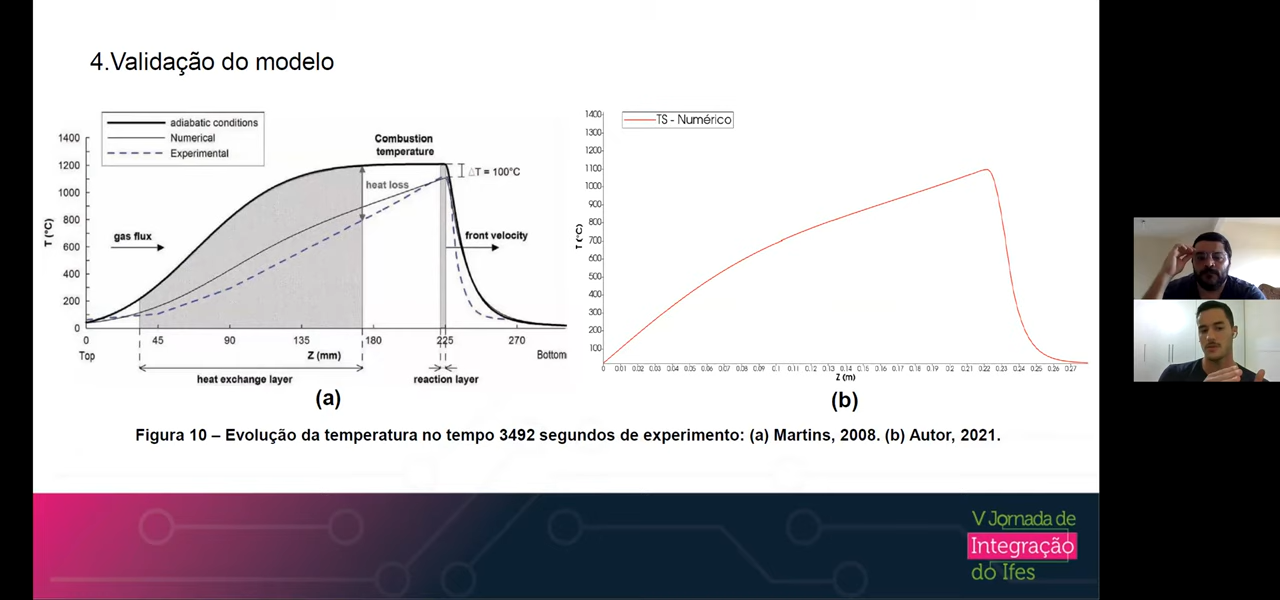 4.Validação do modelo
adiabatic conditions
Numerical
Experimental
1400
1200
1000
800
600
400
200
0
T (°C)
Combustion
temperature
ΔT = 100°C
heat loss
gas flux
front velocity
0 45 90 135 180 225 270
Top Z (mm) Bottom
heat exchange layer reaction layer
(a)
TS - Numérico
1400
1300
1200
1100
1000
900
800
700
600
500
400
300
200
100
T (°C)
0 0.01 0.02 0.03 0.04 0.05 0.06 0.07 0.08 0.09 0.1 0.11 0.12 0.13 0.14 0.15 0.16 0.17 0.18 0.19 0.2 0.21 0.22 0.23 0.24 0.25 0.26 0.27
Z (m)
(b)
Figura 10 – Evolução da temperatura no tempo 3492 segundos de experimento: (a) Martins, 2008. (b) Autor, 2021.
V Jornada de
Integração
do Ifes